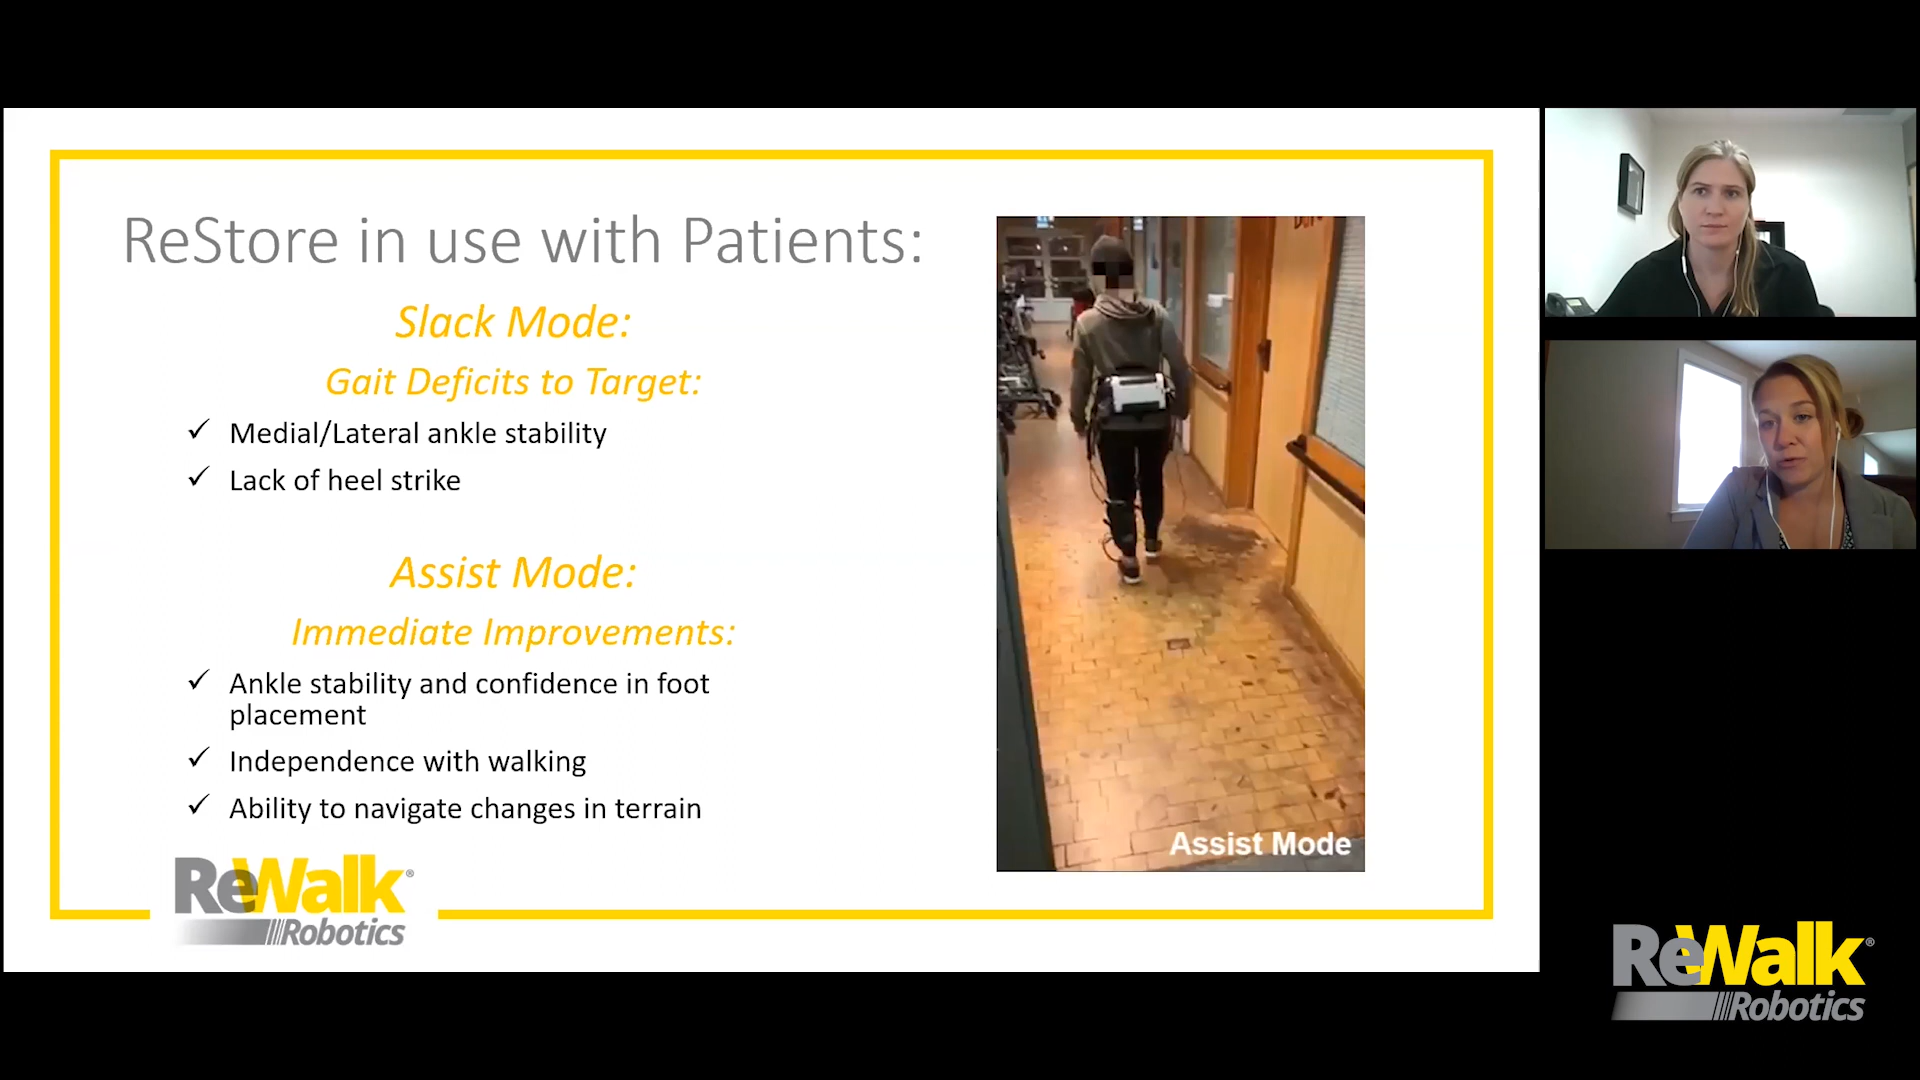 ReStore in use with Patients:
Slack Mode:
Gait Deficits to Target:
✓ Medial/Lateral ankle stability
✓ Lack of heel strike
Assist Mode:
Immediate Improvements:
✓ Ankle stability and confidence in foot
placement
✓ Independence with walking
✓ Ability to navigate changes in terrain
ReWalk®
Robotics
Assist Mode
ReWalk®
Robotics